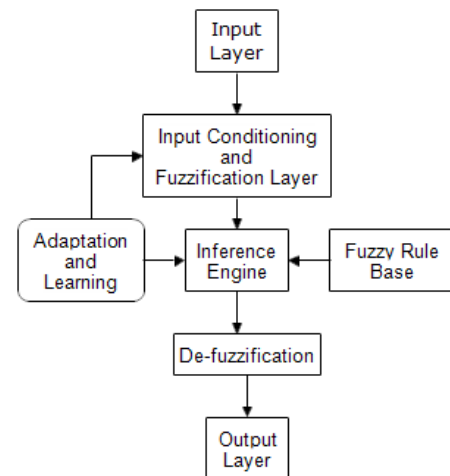 Input
Layer
Input Conditioning
and
Fuzzification Layer
Adaptation
and
Learning
Inference
Engine
Fuzzy Rule
Base
De-fuzzification
Output
Layer